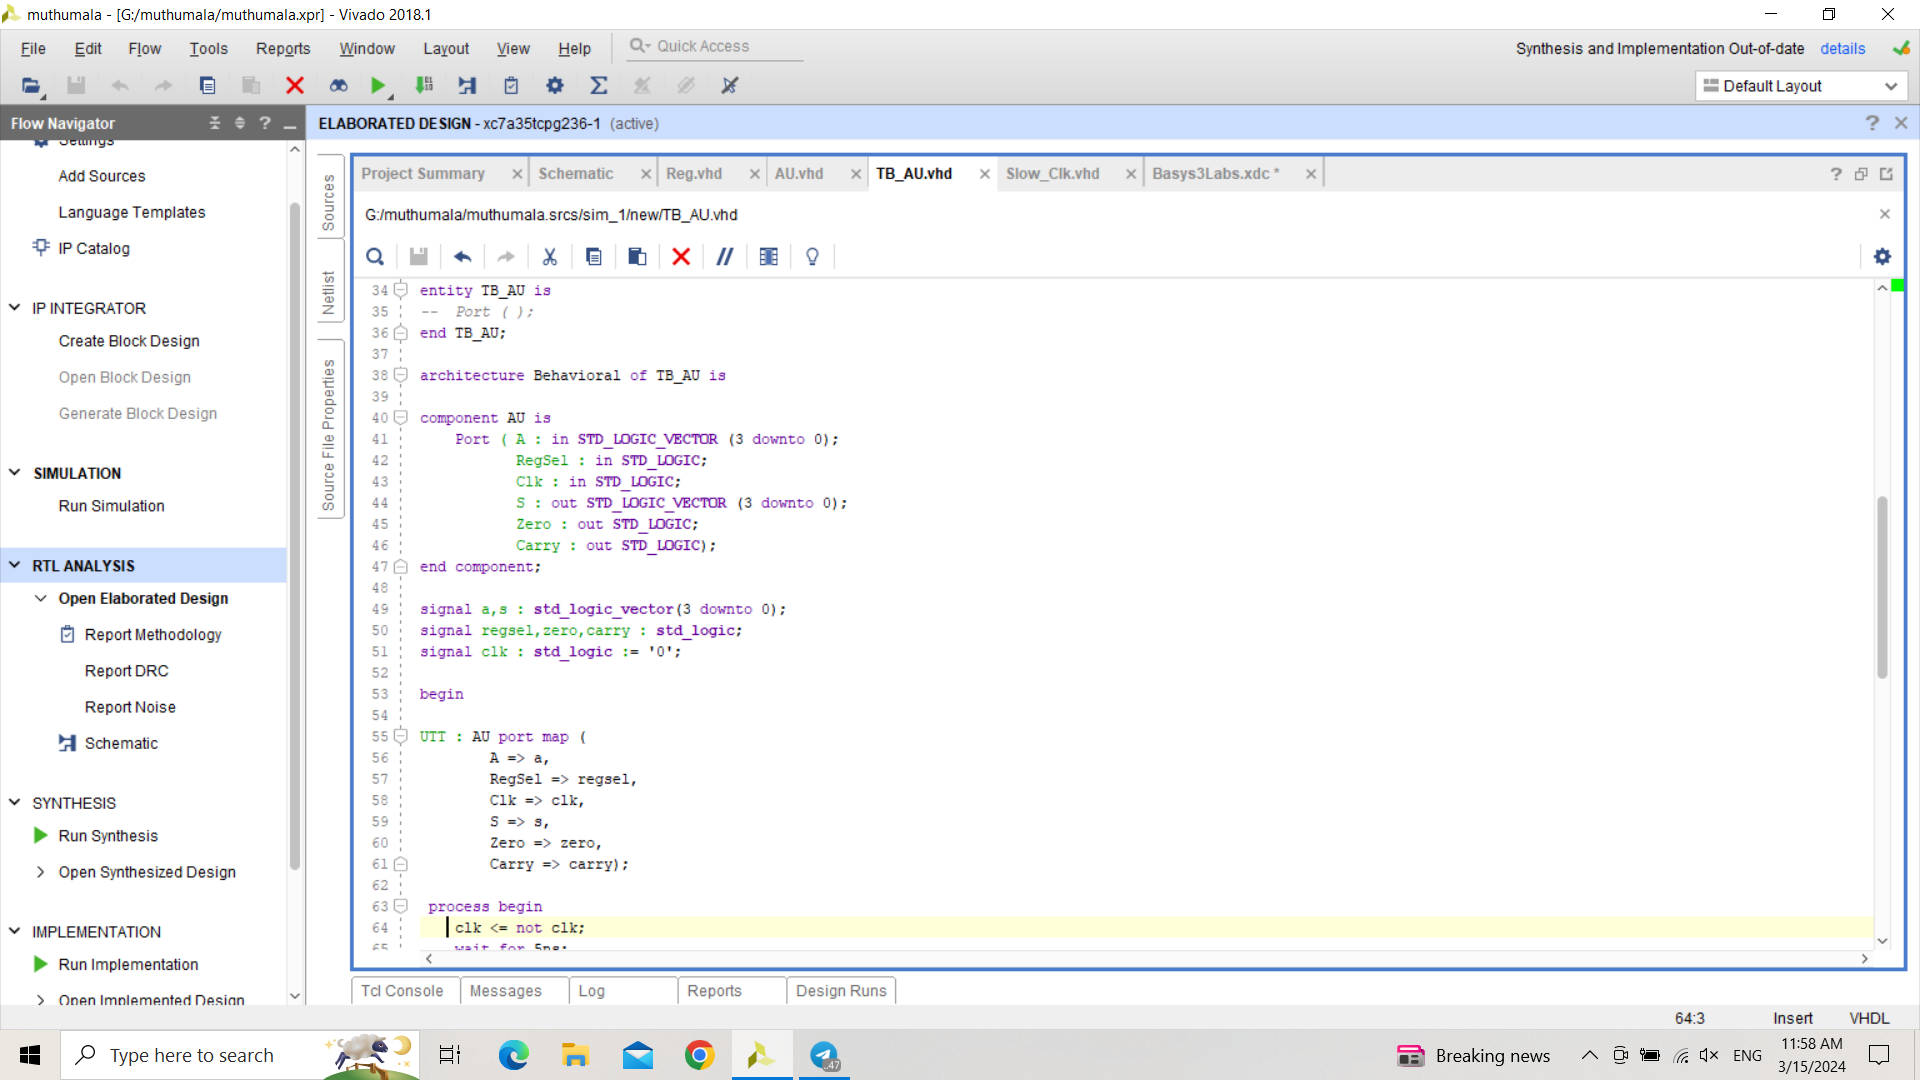 muthumala - [G:/muthumala/muthumala.xpr] - Vivado 2018.1
File Edit Flow Tools Reports Window Layout View Help Quick Access
Synthesis and Implementation Out-of-date details
Default Layout
Flow Navigator
ELABORATED DESIGN - xc7a35tcpg236-1 (active)
Settings
Add Sources
Language Templates
IP Catalog
IP INTEGRATOR
Create Block Design
Open Block Design
Generate Block Design
SIMULATION
Run Simulation
RTL ANALYSIS
Open Elaborated Design
Report Methodology
Report DRC
Report Noise
Schematic
SYNTHESIS
Run Synthesis
Open Synthesized Design
IMPLEMENTATION
Run Implementation
Open Implemented Design
Sources
Netlist
Source File Properties
Project Summary Schematic Reg.vhd AU.vhd TB_AU.vhd Slow_Clk.vhd Basys3Labs.xdc *
G:/muthumala/muthumala.srcs/sim_1/new/TB_AU.vhd
34 entity TB_AU is
35 -- Port ( );
36 end TB_AU;
37
38 architecture Behavioral of TB_AU is
39
40 component AU is
41 Port ( A : in STD_LOGIC_VECTOR (3 downto 0);
42 RegSel : in STD_LOGIC;
43 Clk : in STD_LOGIC;
44 S : out STD_LOGIC_VECTOR (3 downto 0);
45 Zero : out STD_LOGIC;
46 Carry : out STD_LOGIC);
47 end component;
48
49 signal a,s : std_logic_vector(3 downto 0);
50 signal regsel,zero,carry : std_logic;
51 signal clk : std_logic := '0';
52
53 begin
54
55 UTT : AU port map (
56 A => a,
57 RegSel => regsel,
58 Clk => clk,
59 S => s,
60 Zero => zero,
61 Carry => carry);
62
63 process begin
64 clk <= not clk;
65 wait for 5ns;
Tcl Console Messages Log Reports Design Runs
64:3 Insert VHDL
Type here to search
47
Breaking news
ENG
11:58 AM
3/15/2024